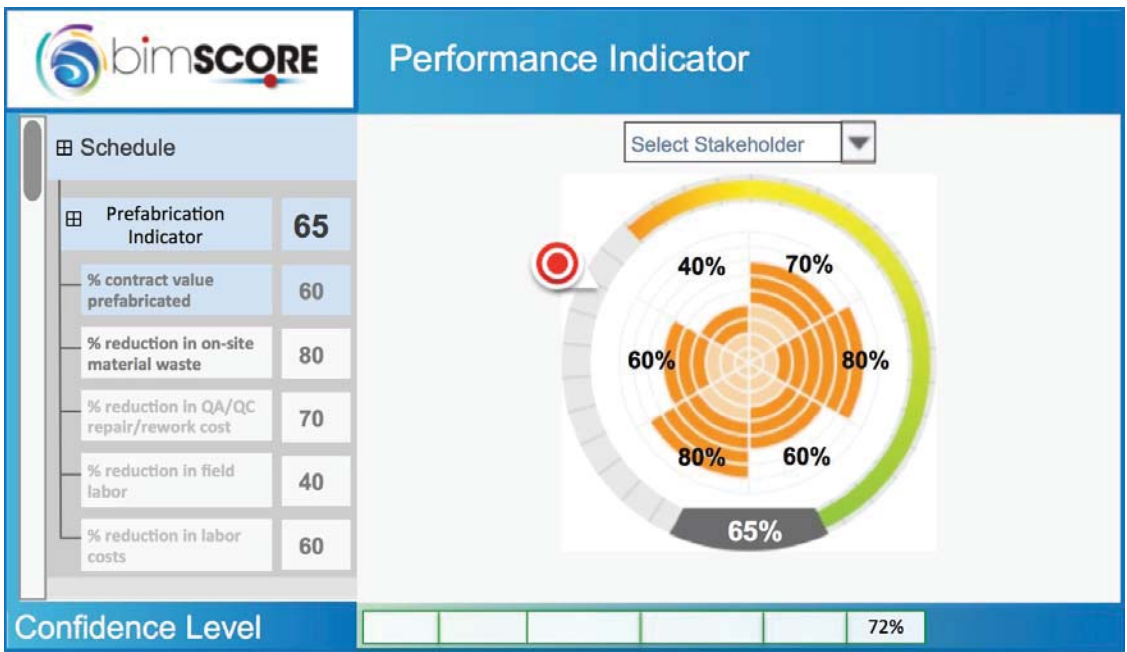 bimSCORE
Performance Indicator
Schedule
Prefabrication
Indicator
65
% contract value
prefabricated
60
% reduction in on-site
material waste
80
% reduction in QA/QC
repair/rework cost
70
% reduction in field
labor
40
% reduction in labor
costs
60
Select Stakeholder
40%
70%
60%
80%
80%
60%
65%
Confidence Level
72%